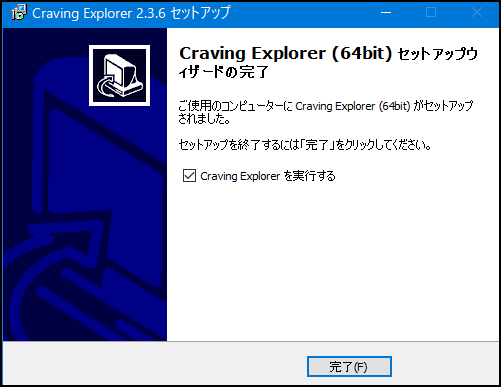 Craving Explorer 2.3.6 セットアップ
Craving Explorer (64bit) セットアップウ
ィザードの完了
ご使用のコンピューターに Craving Explorer (64bit) がセットアップ
されました。
セットアップを終了するには「完了」をクリックしてください。
Craving Explorer を実行する
完了(F)